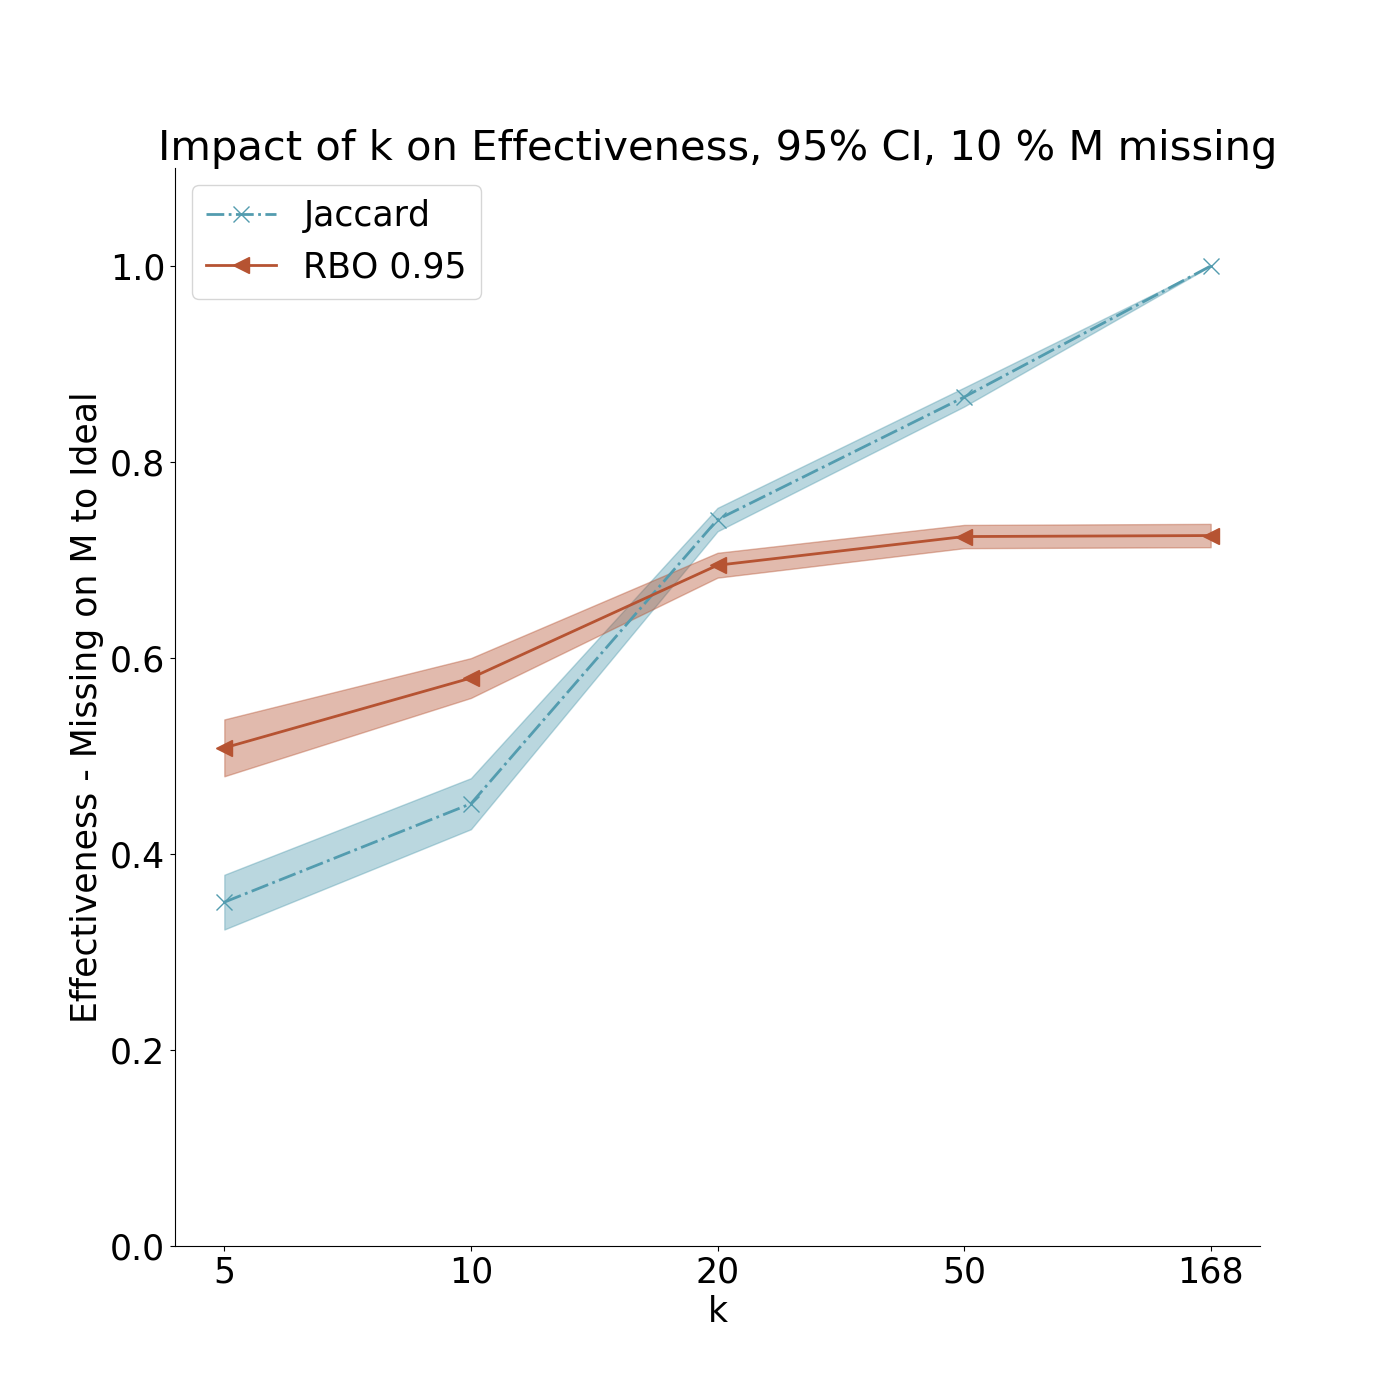 Impact of k on Effectiveness, 95% CI, 10 % M missing
Jaccard
RBO 0.95
Effectiveness - Missing on M to Ideal
1.0
0.8
0.6
0.4
0.2
0.0
5 10 20 50 168
k